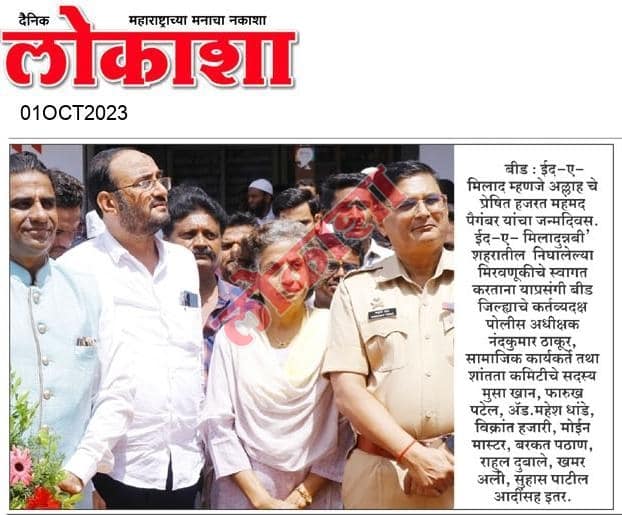 दैनिक
महाराष्ट्राच्या मनाचा नकाशा
लोकाशा
01OCT2023
लोकाशा
बीड : ईद-ए-
मिलाद म्हणजे अल्लाह चे
प्रेषित हजरत महंमद
पैगंबर यांचा जन्मदिवस.
ईद-ए- मिलादुन्नबी'
शहरातील निघालेल्या
मिरवणूकीचे स्वागत
करताना याप्रसंगी बीड
जिल्ह्याचे कर्तव्यदक्ष
पोलीस अधीक्षक
नंदकुमार ठाकूर,
सामाजिक कार्यकर्ते तथा
शांतता कमिटीचे सदस्य
मुसा खान, फारुख
पटेल, अ‍ॅड.महेश धांडे,
विक्रांत हजारी, मोईन
मास्टर, बरकत पठाण,
राहूल दुबाले, खमर
अली, सुहास पाटील
आदींसह इतर.